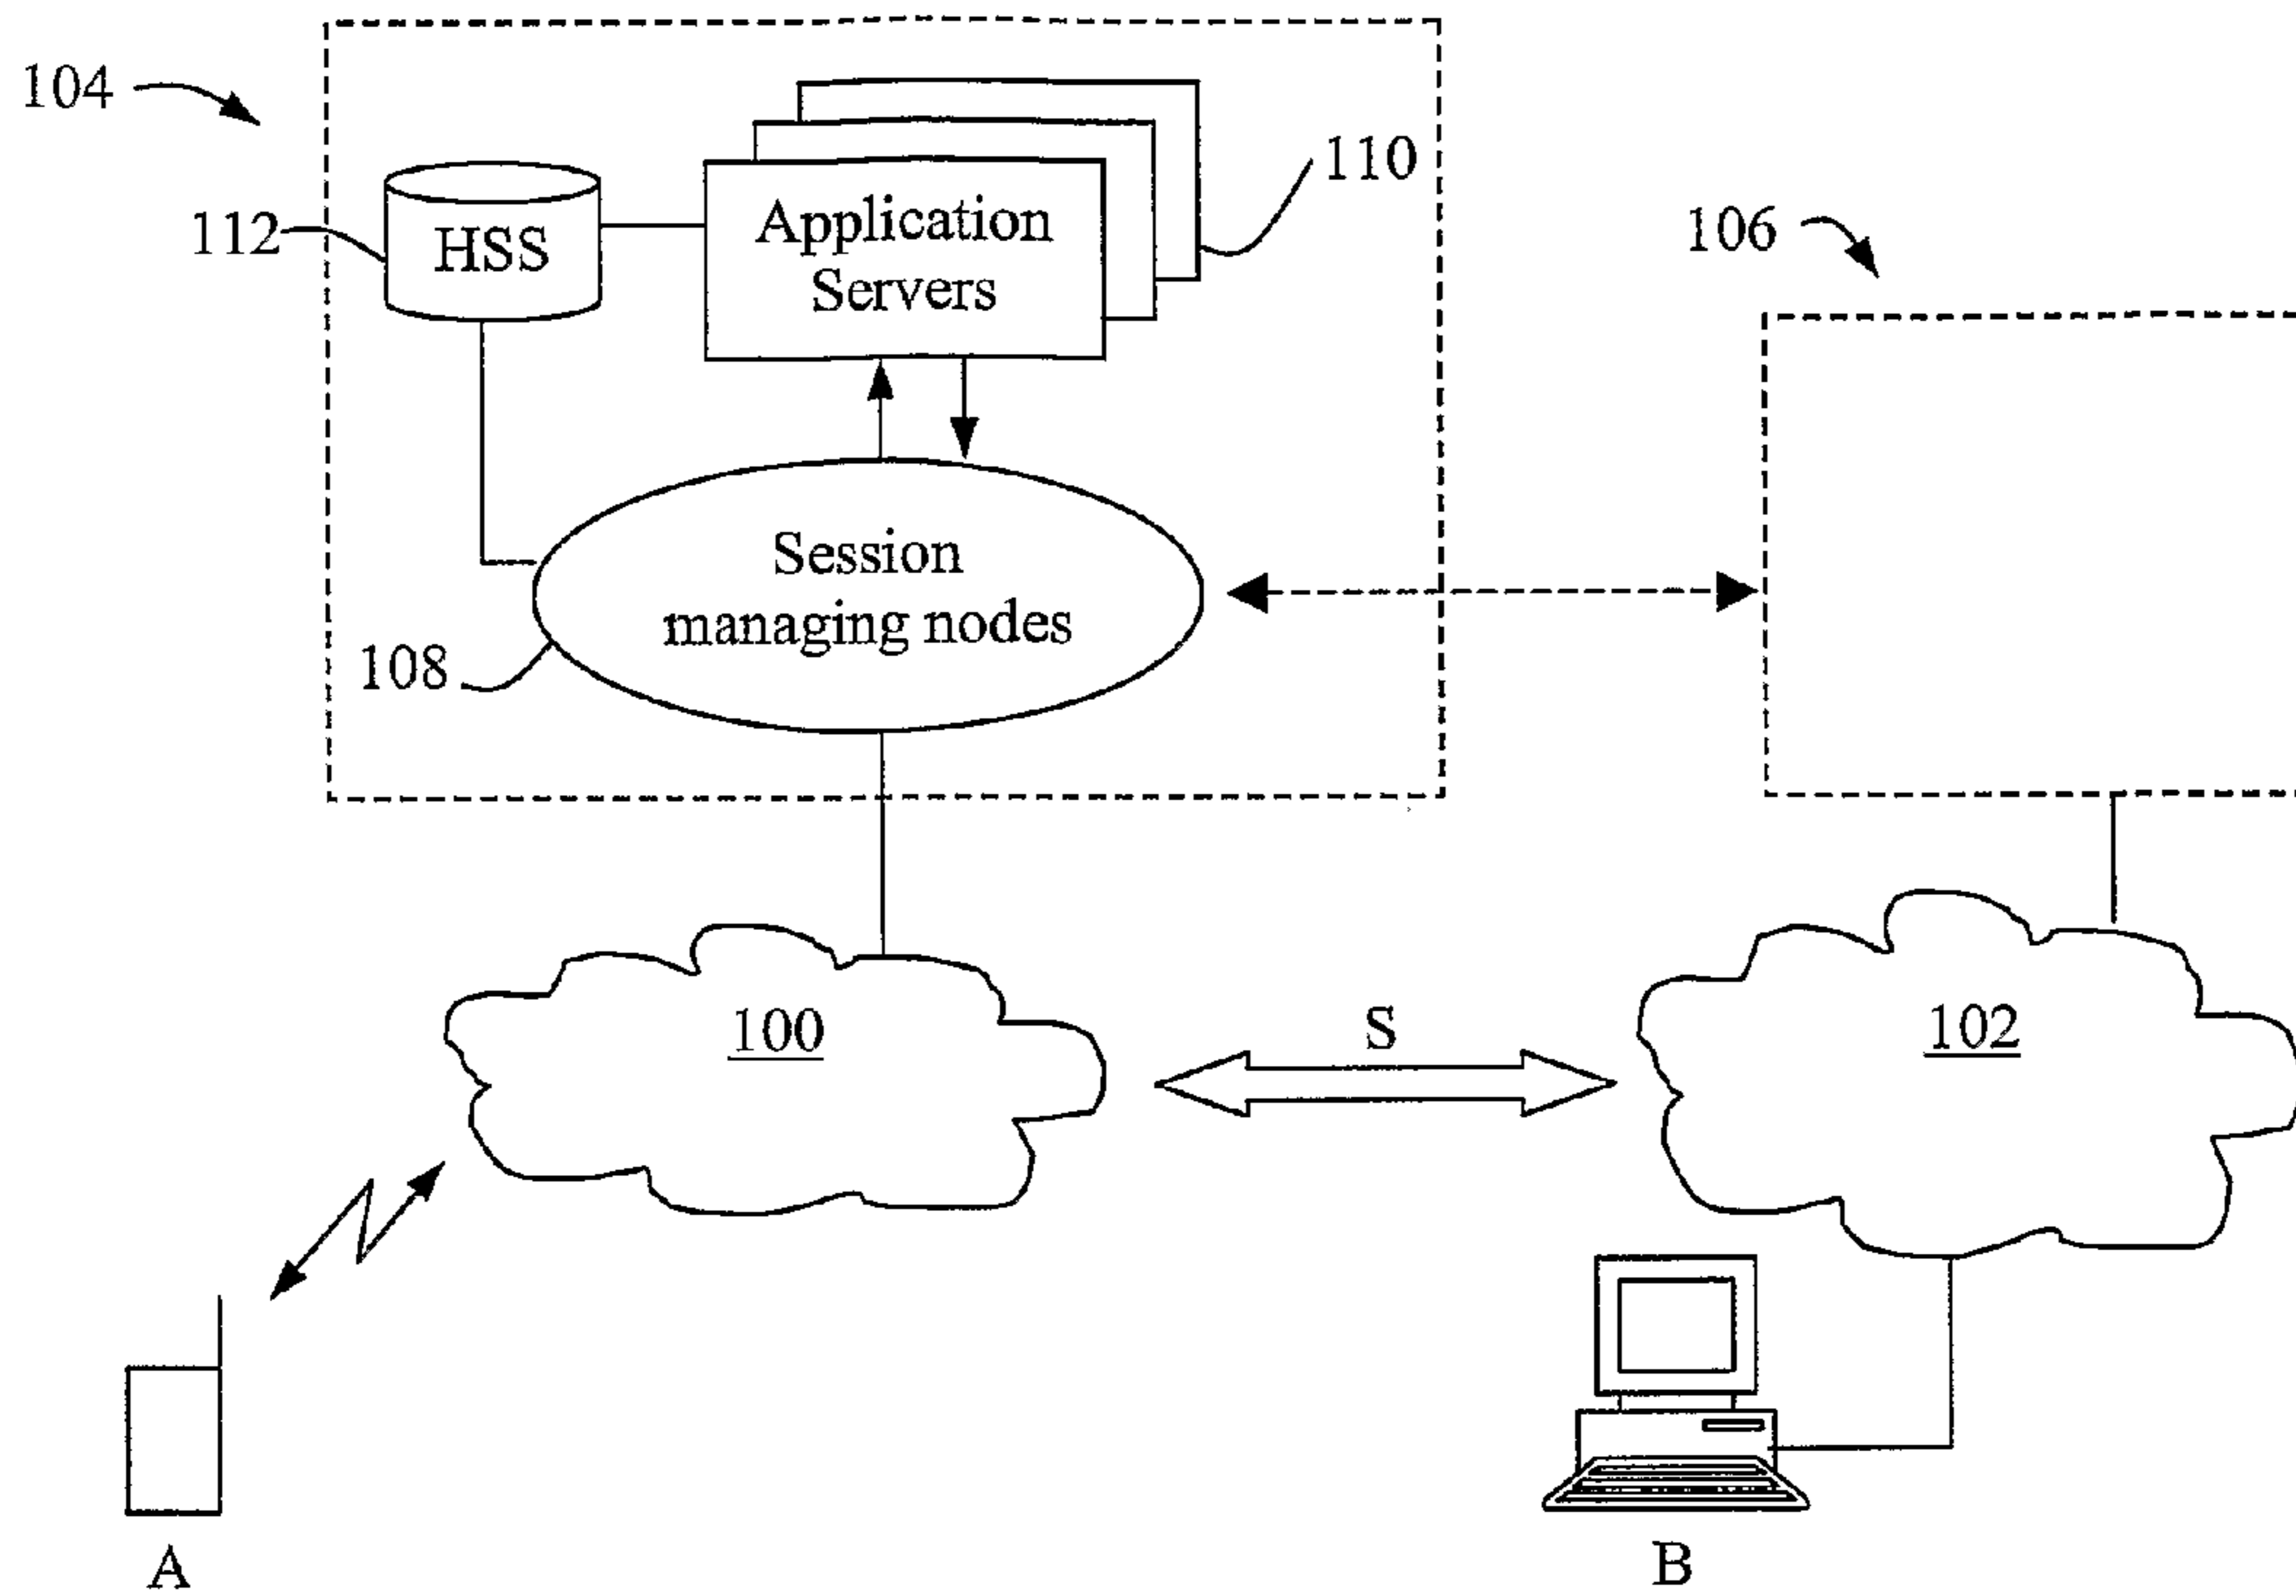 104
110
112
HSS
Application
Servers
106
Session
managing nodes
108
100
S
102
A
B